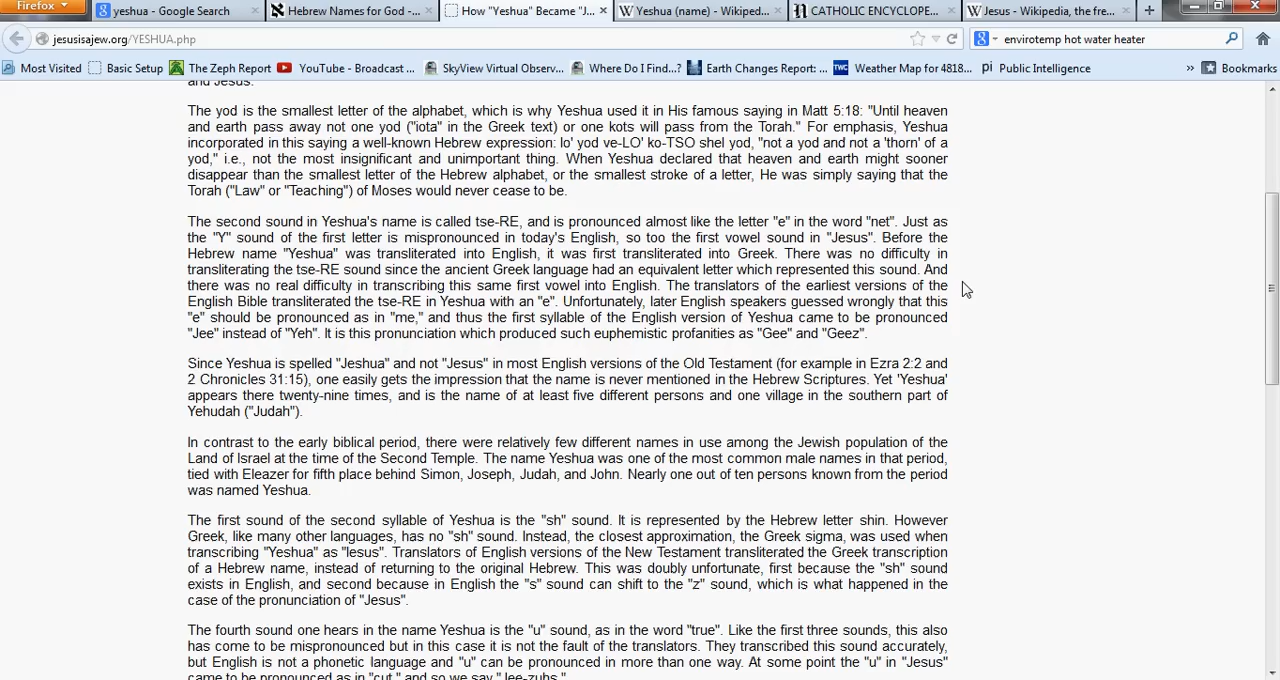 Firefox
yeshua - Google Search
Hebrew Names for God -...
How "Yeshua" Became "J...
Yeshua (name) - Wikiped...
CATHOLIC ENCYCLOPE...
Jesus - Wikipedia, the fre...
jesusisajew.org/YESHUA.php
envirotemp hot water heater
Most Visited
Basic Setup
The Zeph Report
YouTube - Broadcast ...
SkyView Virtual Observ...
Where Do I Find...?
Earth Changes Report: ...
TWC
Weather Map for 4818...
pi Public Intelligence
»
Bookmarks
and Jesus.
The yod is the smallest letter of the alphabet, which is why Yeshua used it in His famous saying in Matt 5:18: "Until heaven
and earth pass away not one yod ("iota" in the Greek text) or one kots will pass from the Torah." For emphasis, Yeshua
incorporated in this saying a well-known Hebrew expression: lo' yod ve-LO' ko-TSO shel yod, "not a yod and not a 'thorn' of a
yod," i.e., not the most insignificant and unimportant thing. When Yeshua declared that heaven and earth might sooner
disappear than the smallest letter of the Hebrew alphabet, or the smallest stroke of a letter, He was simply saying that the
Torah ("Law" or "Teaching") of Moses would never cease to be.
The second sound in Yeshua's name is called tse-RE, and is pronounced almost like the letter "e" in the word "net". Just as
the "Y" sound of the first letter is mispronounced in today's English, so too the first vowel sound in "Jesus". Before the
Hebrew name "Yeshua" was transliterated into English, it was first transliterated into Greek. There was no difficulty in
transliterating the tse-RE sound since the ancient Greek language had an equivalent letter which represented this sound. And
there was no real difficulty in transcribing this same first vowel into English. The translators of the earliest versions of the
English Bible transliterated the tse-RE in Yeshua with an "e". Unfortunately, later English speakers guessed wrongly that this
"e" should be pronounced as in "me," and thus the first syllable of the English version of Yeshua came to be pronounced
"Jee" instead of "Yeh". It is this pronunciation which produced such euphemistic profanities as "Gee" and "Geez".
Since Yeshua is spelled "Jeshua" and not "Jesus" in most English versions of the Old Testament (for example in Ezra 2:2 and
2 Chronicles 31:15), one easily gets the impression that the name is never mentioned in the Hebrew Scriptures. Yet 'Yeshua'
appears there twenty-nine times, and is the name of at least five different persons and one village in the southern part of
Yehudah ("Judah").
In contrast to the early biblical period, there were relatively few different names in use among the Jewish population of the
Land of Israel at the time of the Second Temple. The name Yeshua was one of the most common male names in that period,
tied with Eleazer for fifth place behind Simon, Joseph, Judah, and John. Nearly one out of ten persons known from the period
was named Yeshua.
The first sound of the second syllable of Yeshua is the "sh" sound. It is represented by the Hebrew letter shin. However
Greek, like many other languages, has no "sh" sound. Instead, the closest approximation, the Greek sigma, was used when
transcribing "Yeshua" as "Iesus". Translators of English versions of the New Testament transliterated the Greek transcription
of a Hebrew name, instead of returning to the original Hebrew. This was doubly unfortunate, first because the "sh" sound
exists in English, and second because in English the "s" sound can shift to the "z" sound, which is what happened in the
case of the pronunciation of "Jesus".
The fourth sound one hears in the name Yeshua is the "u" sound, as in the word "true". Like the first three sounds, this also
has come to be mispronounced but in this case it is not the fault of the translators. They transcribed this sound accurately,
but English is not a phonetic language and "u" can be pronounced in more than one way. At some point the "u" in "Jesus"
came to be pronounced as in "cut," and so we say "Jee-zuhs."